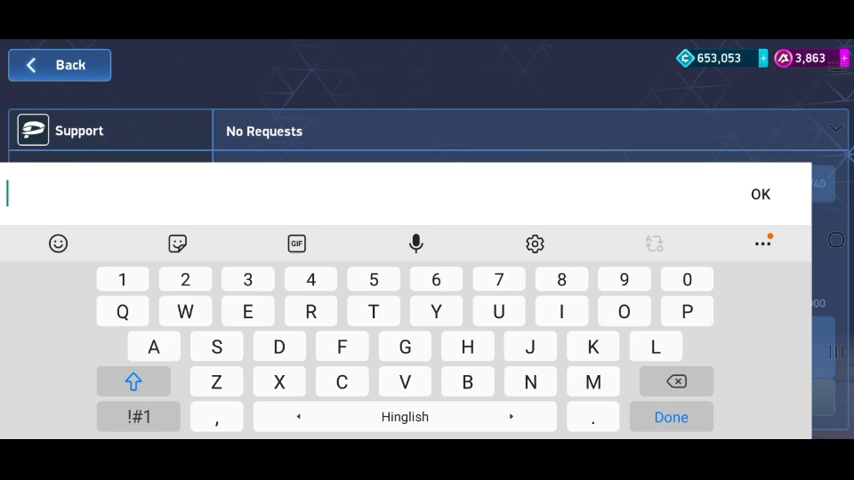 Back
653,053
3,863
Support
No Requests
OK
GIF
1 2 3 4 5 6 7 8 9 0
Q W E R T Y U I O P
A S D F G H J K L
Z X C V B N M
!#1 , Hinglish . Done